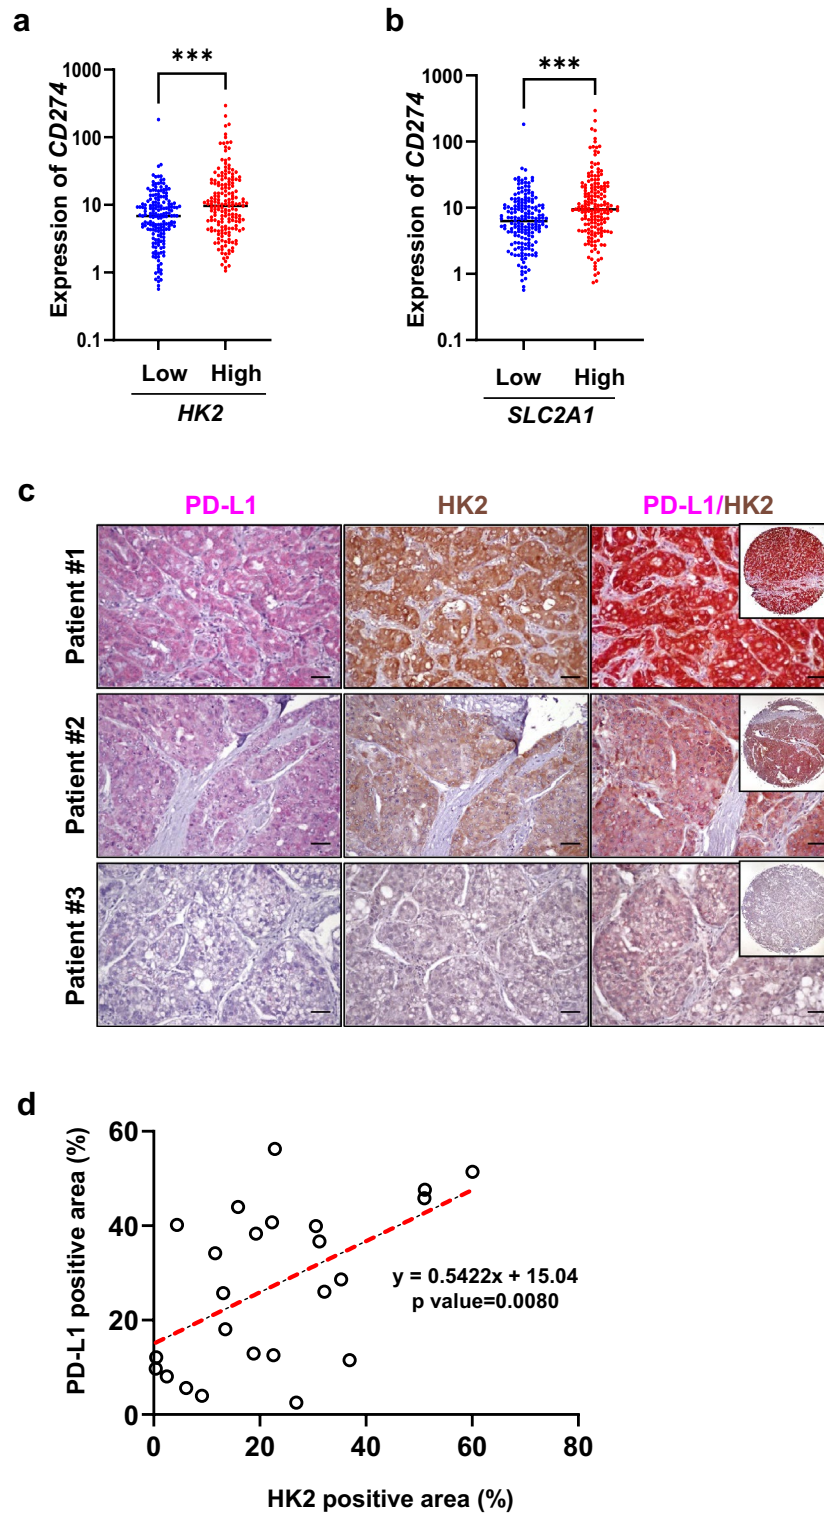 a
***
Expression of CD274
1000
100
10
1
0.1
Low High
HK2
b
***
Expression of CD274
1000
100
10
1
0.1
Low High
SLC2A1
c
PD-L1 HK2 PD-L1/HK2
Patient #1
Patient #2
Patient #3
d
PD-L1 positive area (%)
60
40
20
0
y = 0.5422x + 15.04
p value=0.0080
0 20 40 60 80
HK2 positive area (%)